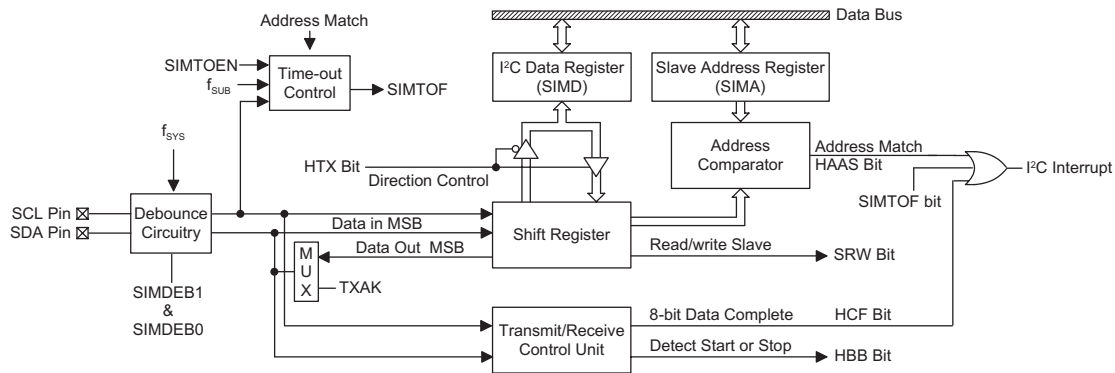 Data Bus
Address Match
SIMTOEN
fSUB
Time-out
Control
SIMTOF
I²C Data Register
(SIMD)
Slave Address Register
(SIMA)
fSYS
HTX Bit
Direction Control
Address
Comparator
Address Match
HAAS Bit
I²C Interrupt
SIMTOF bit
SCL Pin
SDA Pin
Debounce
Circuitry
Data in MSB
Shift Register
Data Out MSB
M
U
X
TXAK
Read/write Slave
SRW Bit
SIMDEB1
&
SIMDEB0
Transmit/Receive
Control Unit
8-bit Data Complete
HCF Bit
Detect Start or Stop
HBB Bit